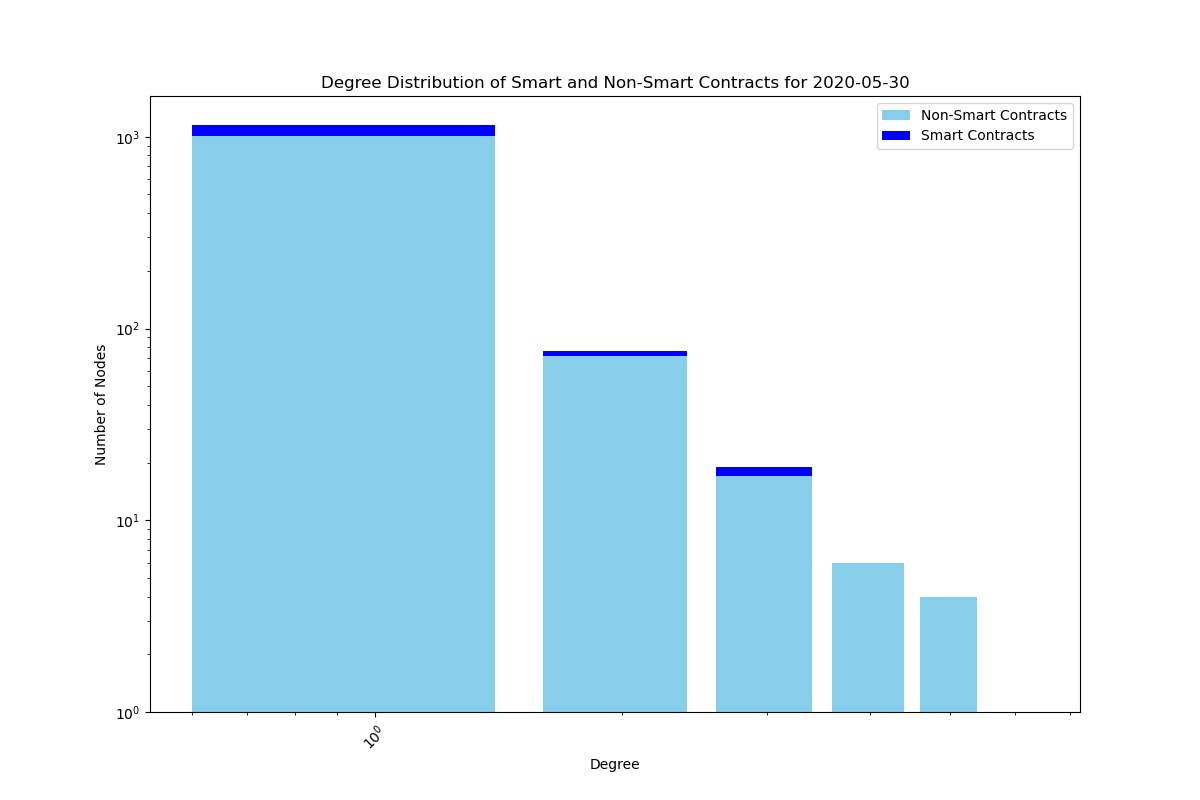 Degree Distribution of Smart and Non-Smart Contracts for 2020-05-30
Non-Smart Contracts
Smart Contracts
10³
10²
10¹
10⁰
Number of Nodes
10⁰
Degree